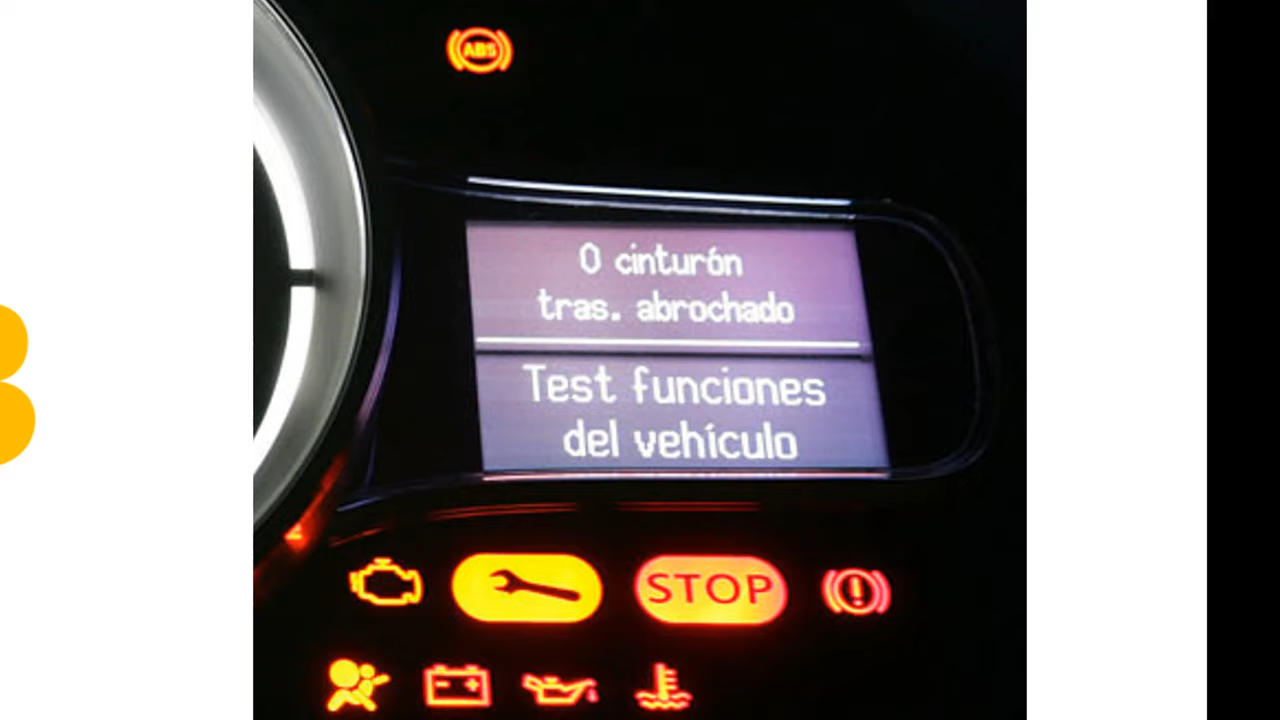 ABS
0 cinturón
tras. abrochado
Test funciones
del vehículo
STOP